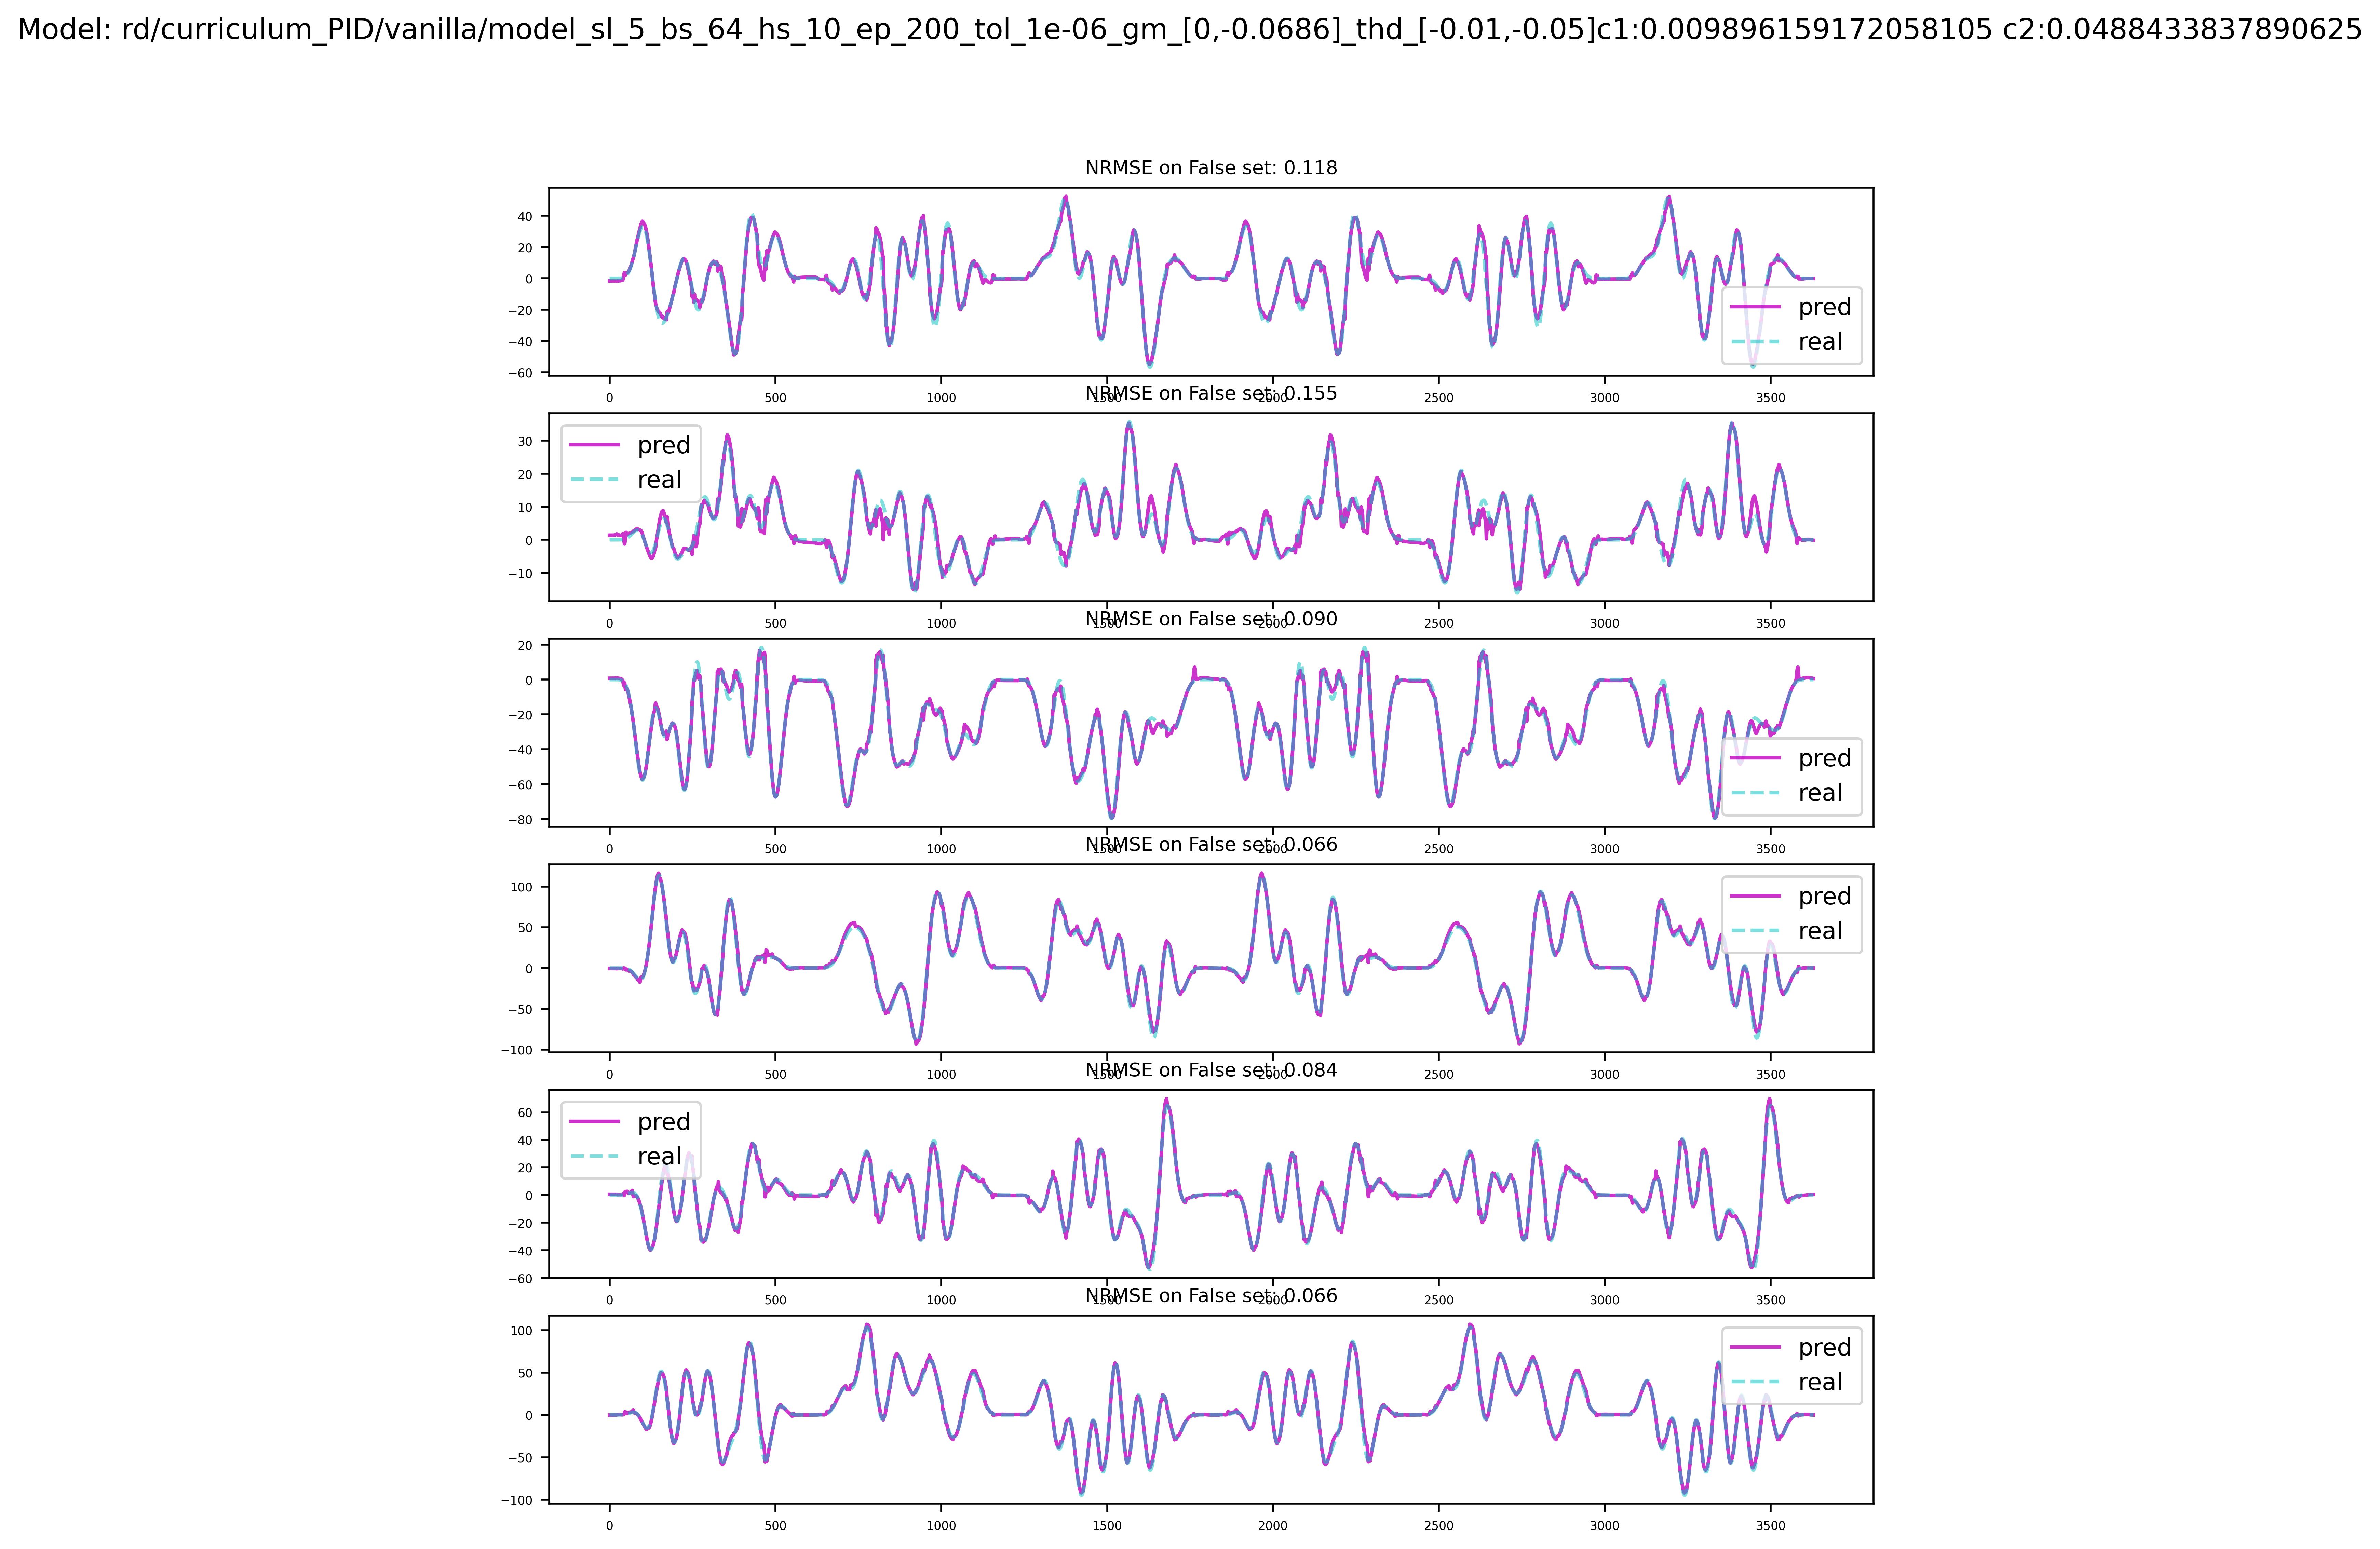 Model: rd/curriculum_PID/vanilla/model_sl_5_bs_64_hs_10_ep_200_tol_1e-06_gm_[0,-0.0686]_thd_[-0.01,-0.05]c1:0.009896159172058105 c2:0.0488433837890625
NRMSE on False set: 0.118
40
20
0
−20
−40
−60
pred
real
0 500 1000 1500 2000 2500 3000 3500
NRMSE on False set: 0.155
30
20
10
0
−10
pred
real
0 500 1000 1500 2000 2500 3000 3500
NRMSE on False set: 0.090
20
0
−20
−40
−60
−80
pred
real
0 500 1000 1500 2000 2500 3000 3500
NRMSE on False set: 0.066
100
50
0
−50
−100
pred
real
0 500 1000 1500 2000 2500 3000 3500
NRMSE on False set: 0.084
60
40
20
0
−20
−40
−60
pred
real
0 500 1000 1500 2000 2500 3000 3500
NRMSE on False set: 0.066
100
50
0
−50
−100
pred
real
0 500 1000 1500 2000 2500 3000 3500